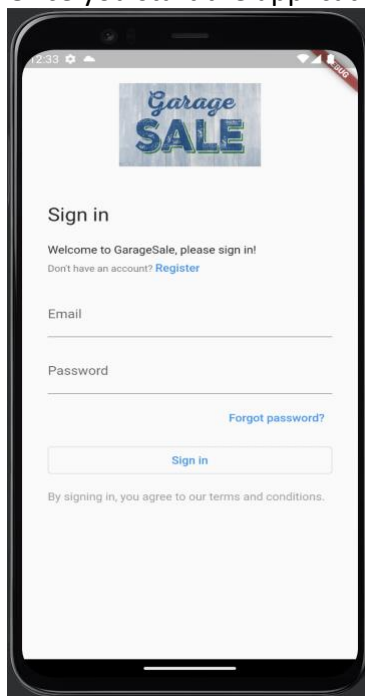 12:33
DEBUG
Garage
SALE
Sign in
Welcome to GarageSale, please sign in!
Don't have an account? Register
Email
Password
Forgot password?
Sign in
By signing in, you agree to our terms and conditions.